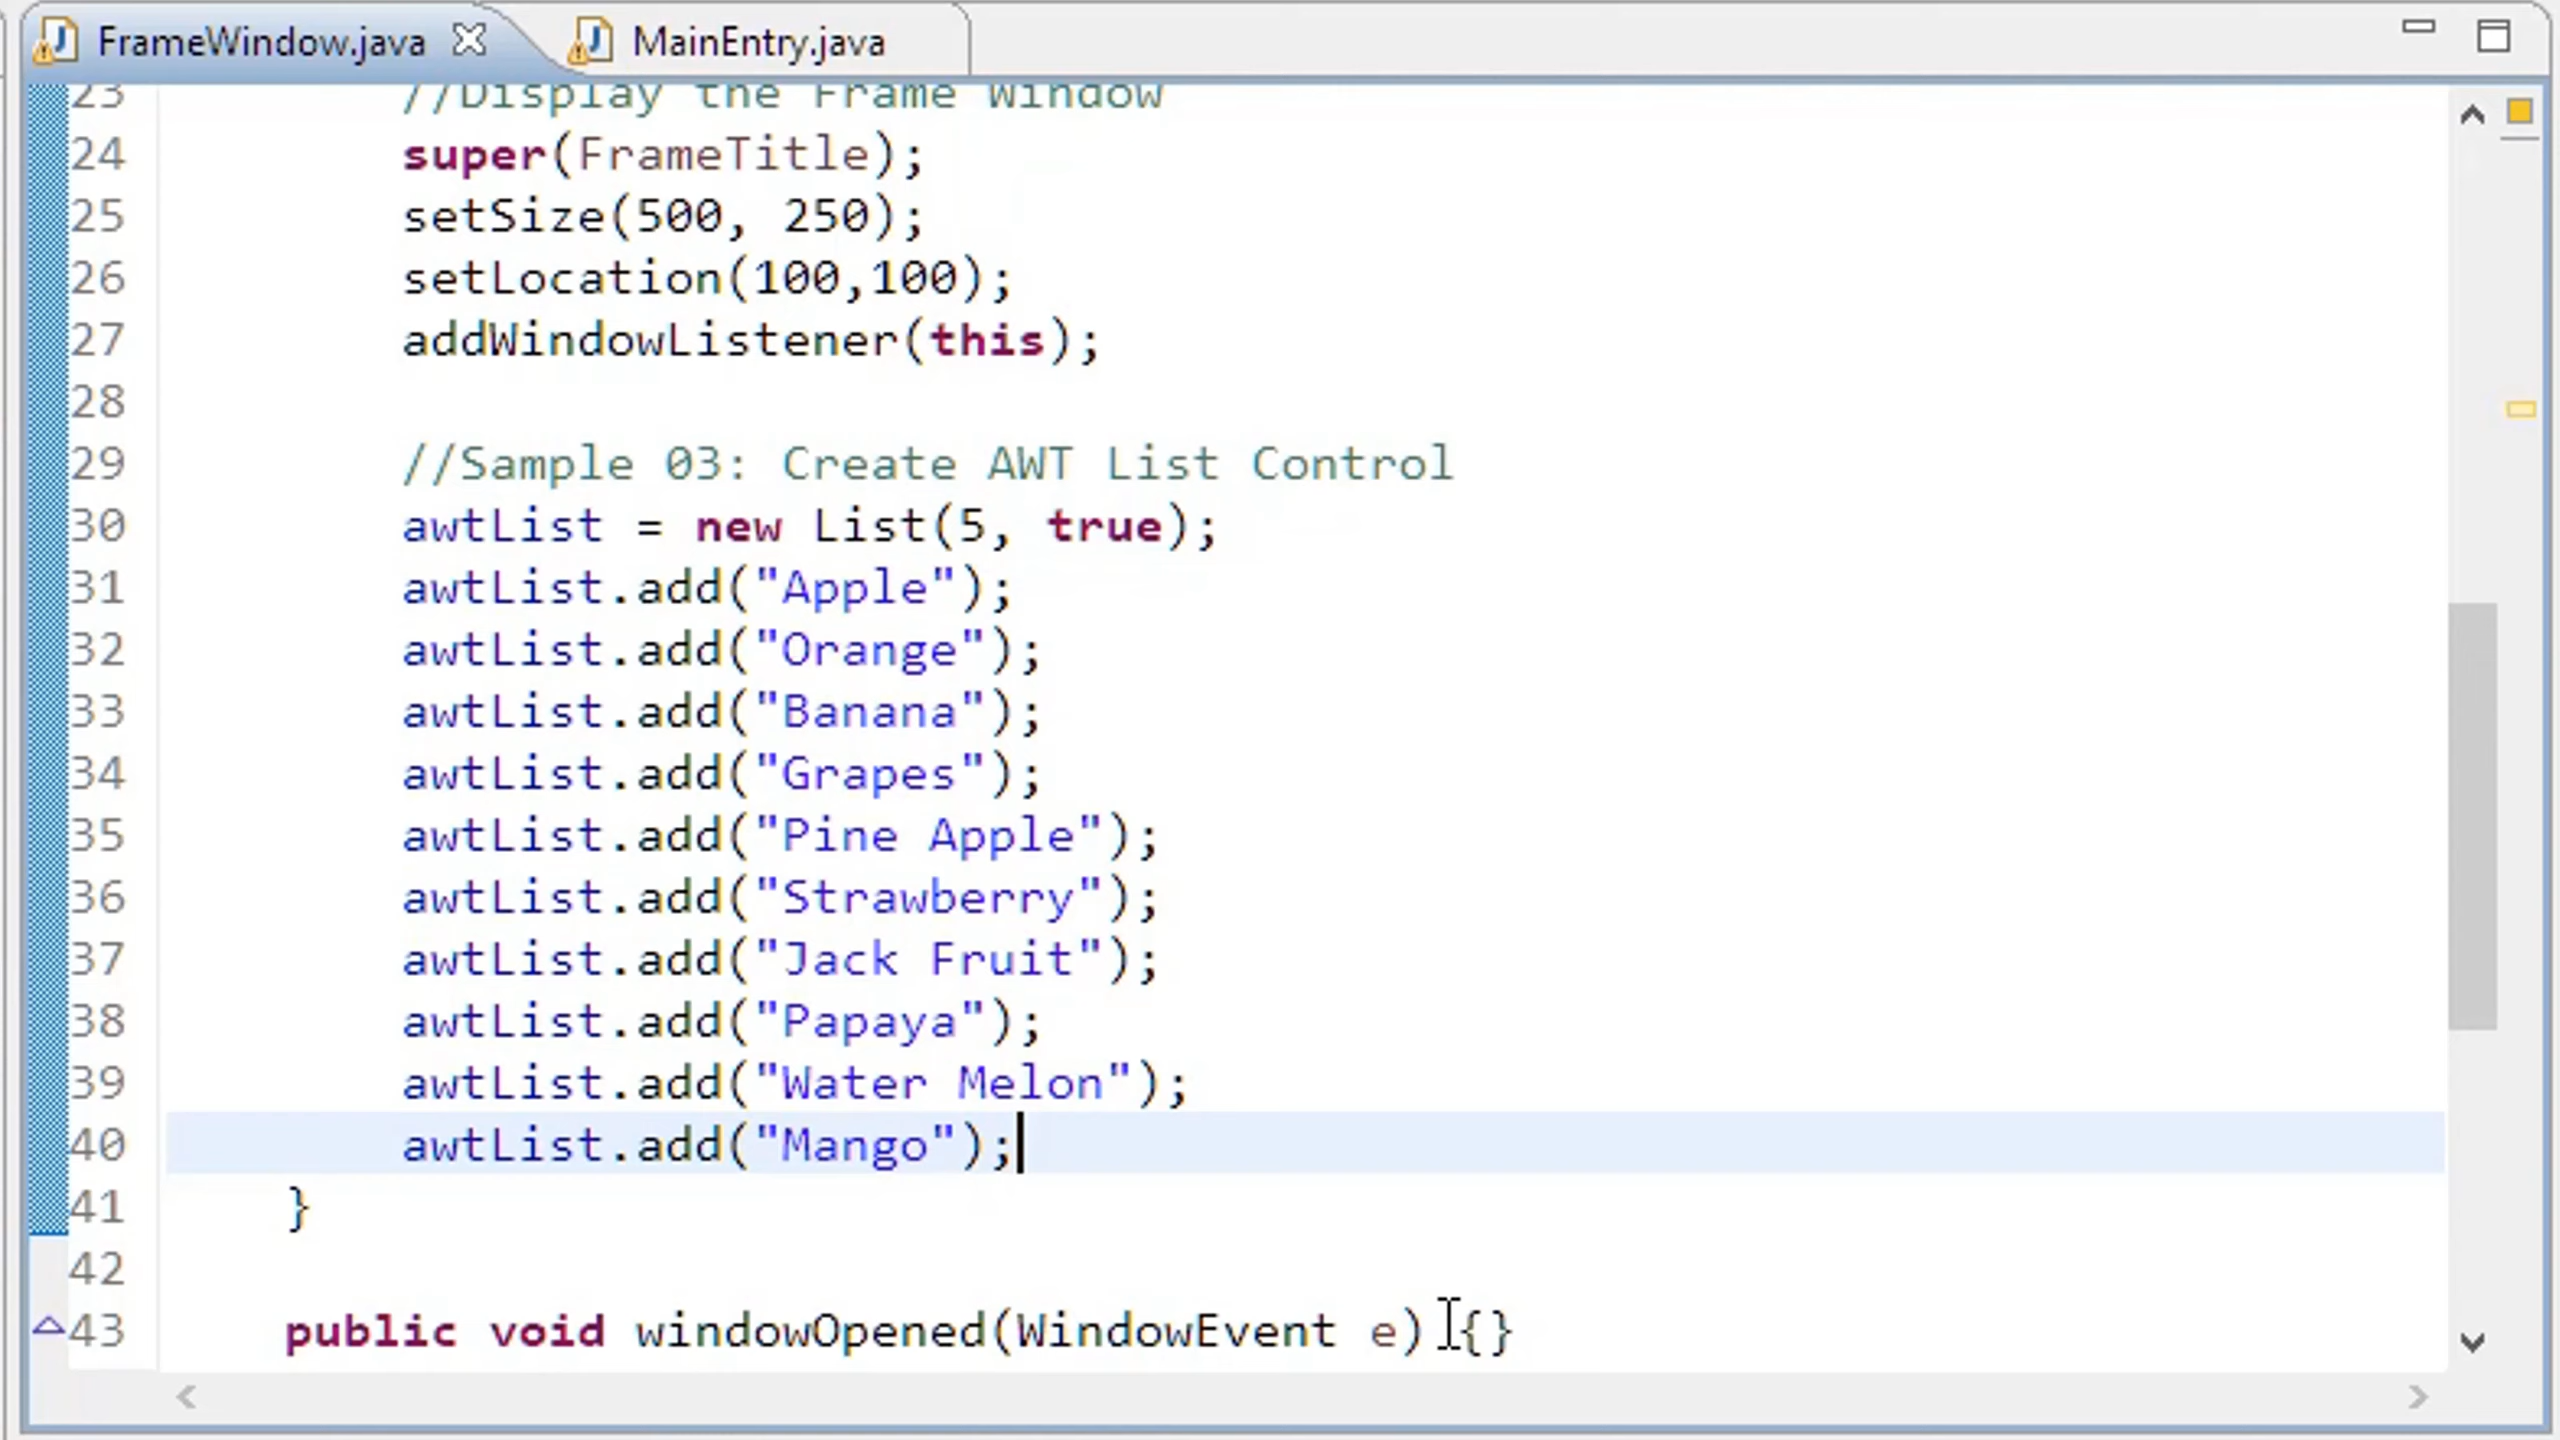 FrameWindow.java
MainEntry.java
23 //Display the Frame Window
24 super(FrameTitle);
25 setSize(500, 250);
26 setLocation(100,100);
27 addWindowListener(this);
28
29 //Sample 03: Create AWT List Control
30 awtList = new List(5, true);
31 awtList.add("Apple");
32 awtList.add("Orange");
33 awtList.add("Banana");
34 awtList.add("Grapes");
35 awtList.add("Pine Apple");
36 awtList.add("Strawberry");
37 awtList.add("Jack Fruit");
38 awtList.add("Papaya");
39 awtList.add("Water Melon");
40 awtList.add("Mango");
41 }
42
43 public void windowOpened(WindowEvent e) {}